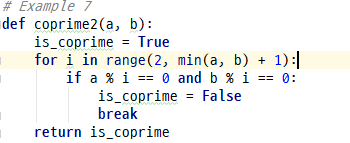 # Example 7
def coprime2(a, b):
    is_coprime = True
    for i in range(2, min(a, b) + 1):
        if a % i == 0 and b % i == 0:
            is_coprime = False
            break
    return is_coprime